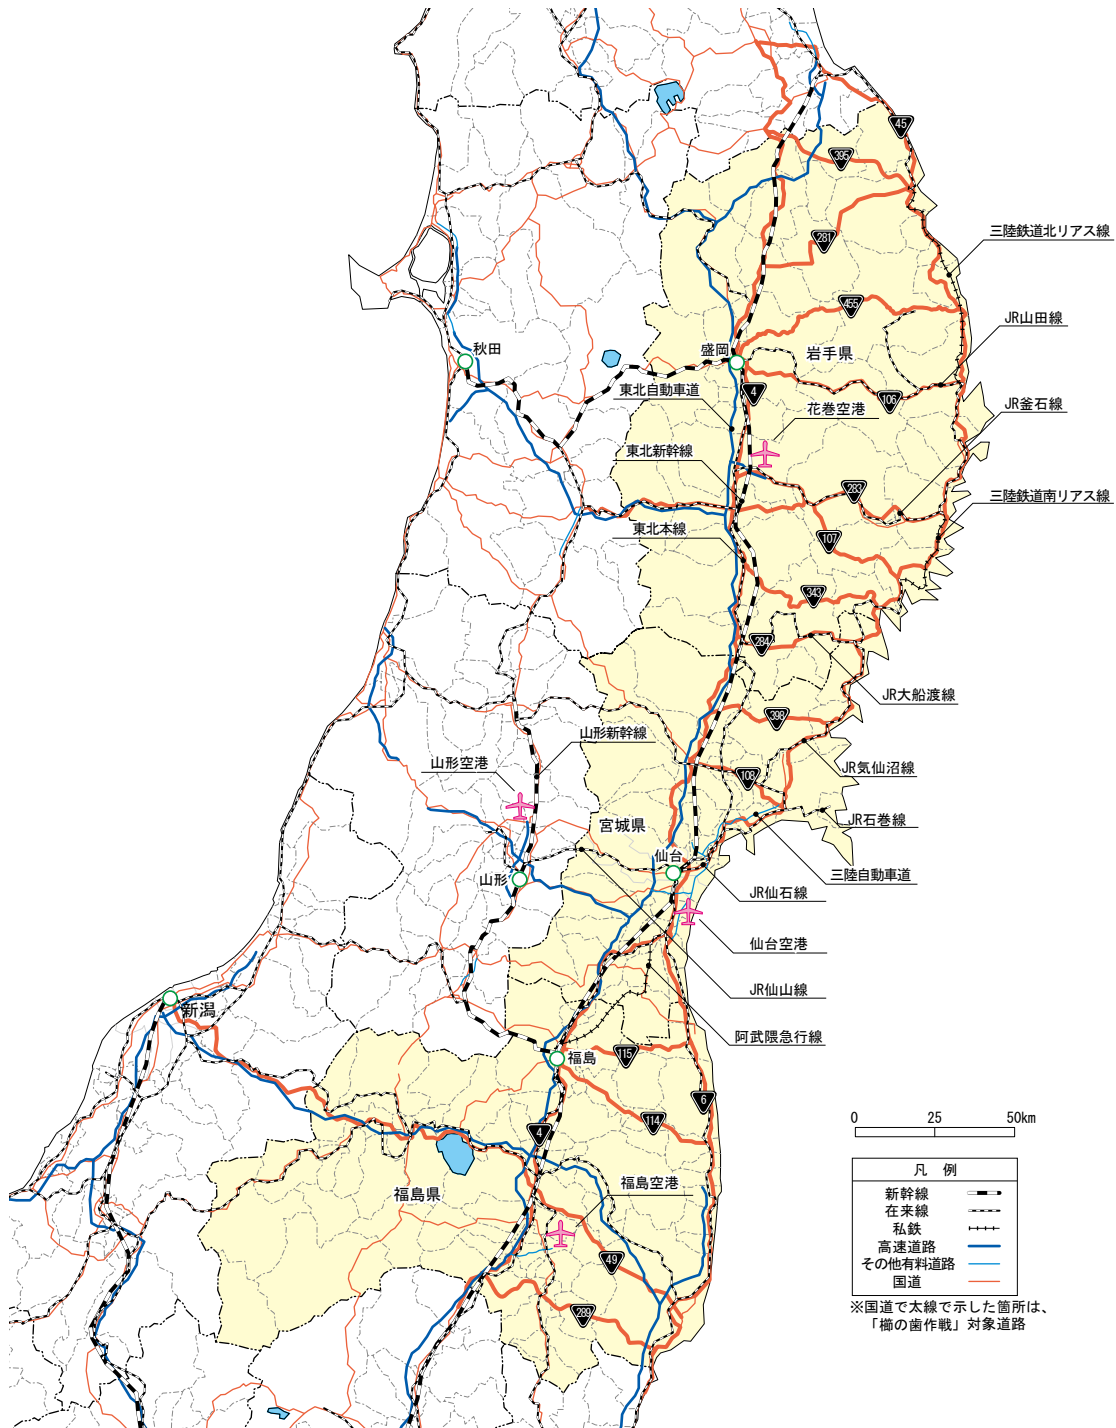 45
395
三陸鉄道北リアス線
281
455
JR山田線
秋田
盛岡
岩手県
東北自動車道
4
106
花巻空港
JR釜石線
東北新幹線
283
三陸鉄道南リアス線
東北本線
107
343
284
JR大船渡線
398
山形新幹線
山形空港
108
JR気仙沼線
宮城県
JR石巻線
仙台
山形
三陸自動車道
JR仙石線
仙台空港
JR仙山線
新潟
阿武隈急行線
福島
115
6
114
4
0 25 50km
福島県
福島空港
49
289
凡 例
新幹線
在来線
私鉄
高速道路
その他有料道路
国道
※国道で太線で示した箇所は、
「櫛の歯作戦」対象道路